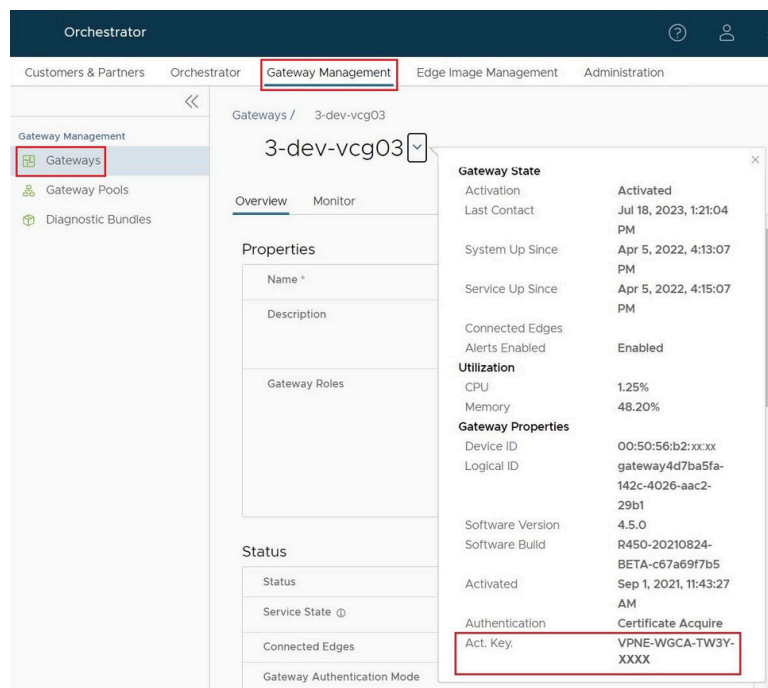 Orchestrator
Customers & Partners Orchestrator Gateway Management Edge Image Management Administration
Gateway Management
Gateways
Gateway Pools
Diagnostic Bundles
Gateways / 3-dev-vcg03
3-dev-vcg03
Overview Monitor
Properties
Name *
Description
Gateway Roles
Status
Status
Service State
Connected Edges
Gateway Authentication Mode
Gateway State
Activation Activated
Last Contact Jul 18, 2023, 1:21:04
PM
System Up Since Apr 5, 2022, 4:13:07
PM
Service Up Since Apr 5, 2022, 4:15:07
PM
Connected Edges
Alerts Enabled Enabled
Utilization
CPU 1.25%
Memory 48.20%
Gateway Properties
Device ID 00:50:56:b2:xx:xx
Logical ID gateway4d7ba5fa-
142c-4026-aac2-
29b1
Software Version 4.5.0
Software Build R450-20210824-
BETA-c67a69f7b5
Activated Sep 1, 2021, 11:43:27
AM
Authentication Certificate Acquire
Act. Key. VPNE-WGCA-TW3Y-
XXXX